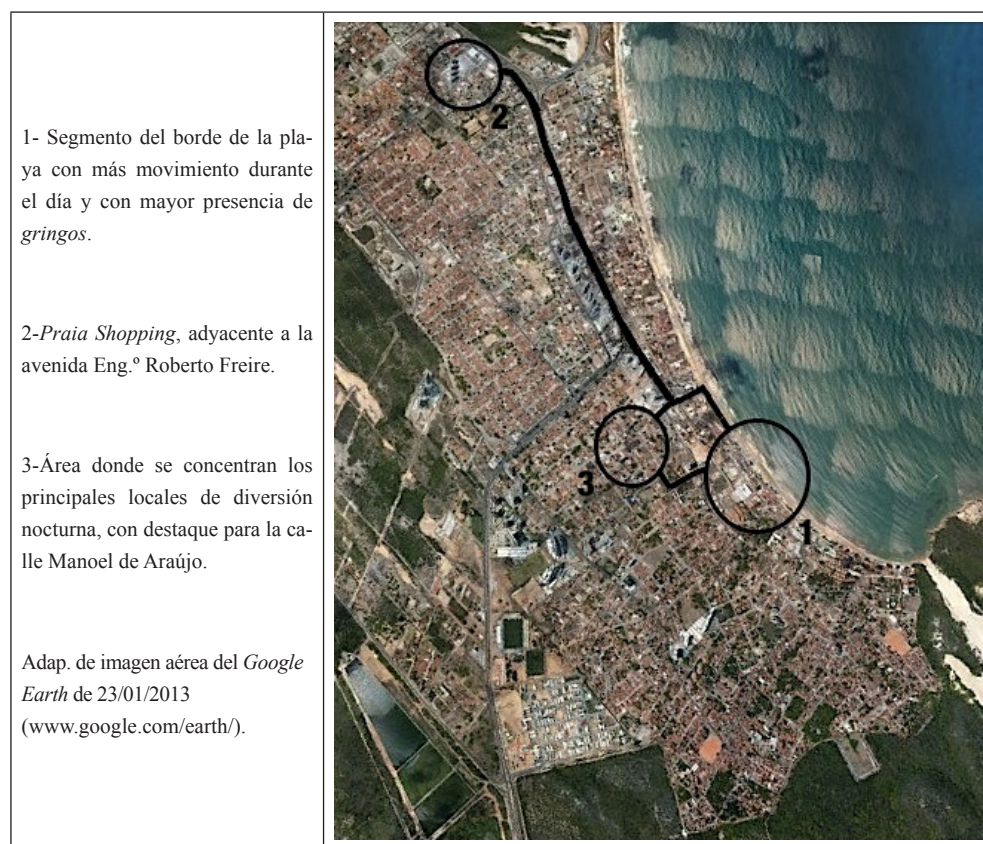 1- Segmento del borde de la pla-
ya con más movimiento durante
el día y con mayor presencia de
gringos.
2-Praia Shopping, adyacente a la
avenida Eng.º Roberto Freire.
3-Área donde se concentran los
principales locales de diversión
nocturna, con destaque para la ca-
lle Manoel de Araújo.
Adap. de imagen aérea del Google
Earth de 23/01/2013
(www.google.com/earth/).
2
3
1